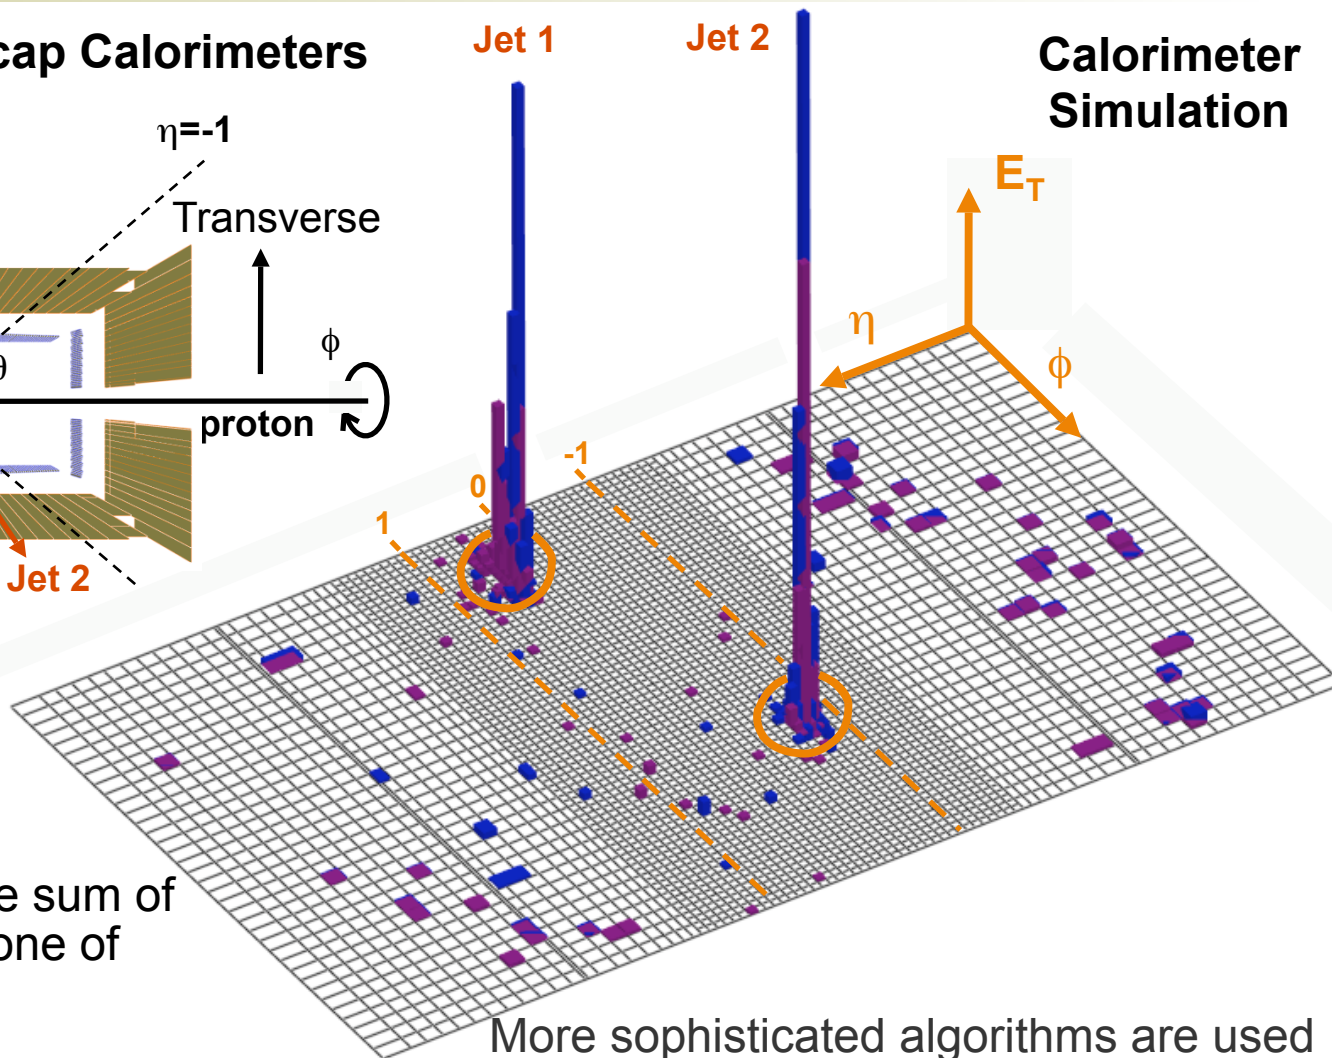 cap Calorimeters
Jet 1
Jet 2
Calorimeter
Simulation
η=-1
Transverse
E_T
η
ϕ
ϕ
θ
proton
-1
0
1
Jet 2
e sum of
one of
More sophisticated algorithms are used